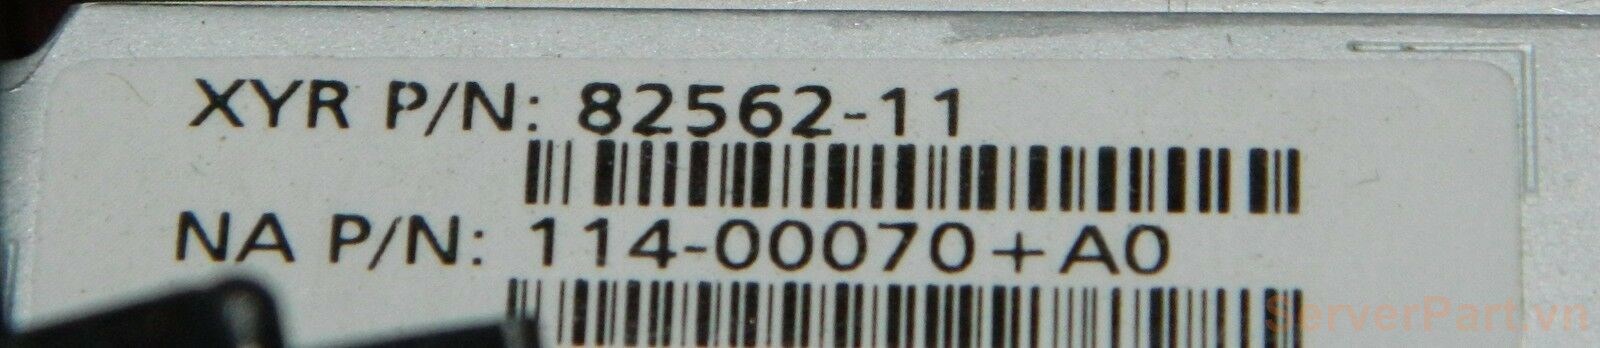 XYR P/N: 82562-11
NA P/N: 114-00070+A0
ServerPart.vn